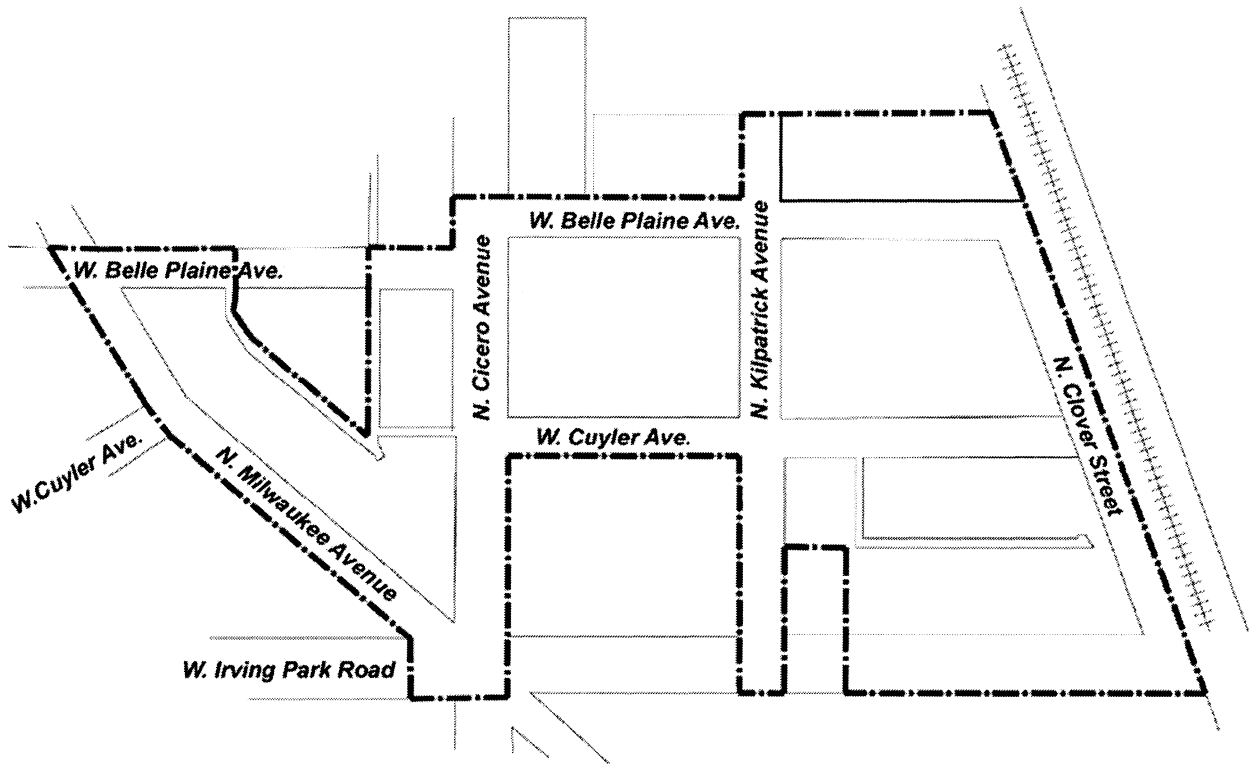 W. Belle Plaine Ave.
W. Belle Plaine Ave.
N. Cicero Avenue
N. Kilpatrick Avenue
N. Clover Street
W. Cuyler Ave.
W.Cuyler Ave.
N. Milwaukee Avenue
W. Irving Park Road